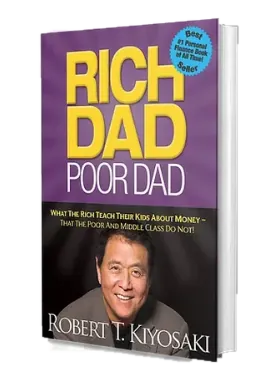 Best
#1 Personal
Finance Book
of All Time!
Seller
RICH
DAD
POOR DAD
WHAT THE RICH TEACH THEIR KIDS ABOUT MONEY –
THAT THE POOR AND MIDDLE CLASS DO NOT!
ROBERT T. KIYOSAKI